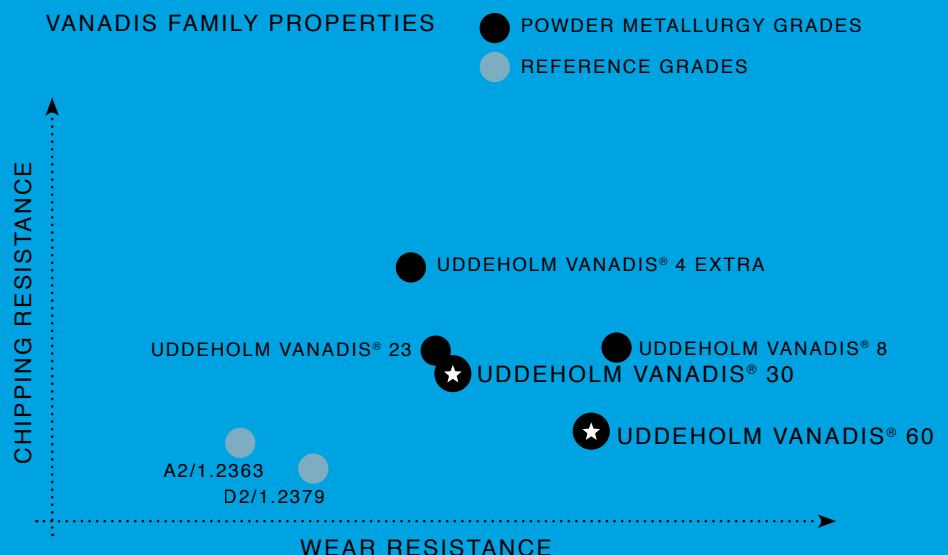 VANADIS FAMILY PROPERTIES
POWDER METALLURGY GRADES
REFERENCE GRADES
CHIPPING RESISTANCE
UDDEHOLM VANADIS® 4 EXTRA
UDDEHOLM VANADIS® 23
UDDEHOLM VANADIS® 8
UDDEHOLM VANADIS® 30
UDDEHOLM VANADIS® 60
A2/1.2363
D2/1.2379
WEAR RESISTANCE